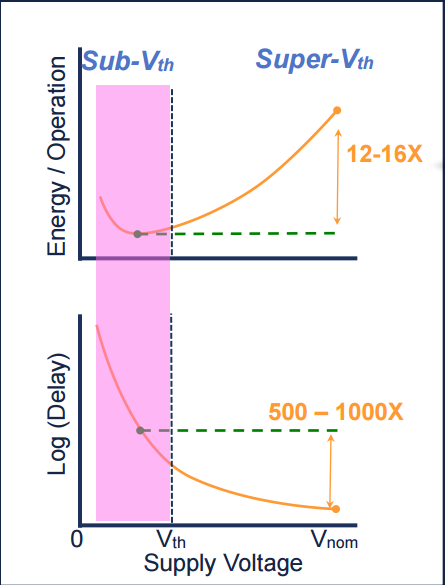 Sub-Vth
Super-Vth
Energy / Operation
12-16X
Log (Delay)
500 – 1000X
0
Vth
Vnom
Supply Voltage